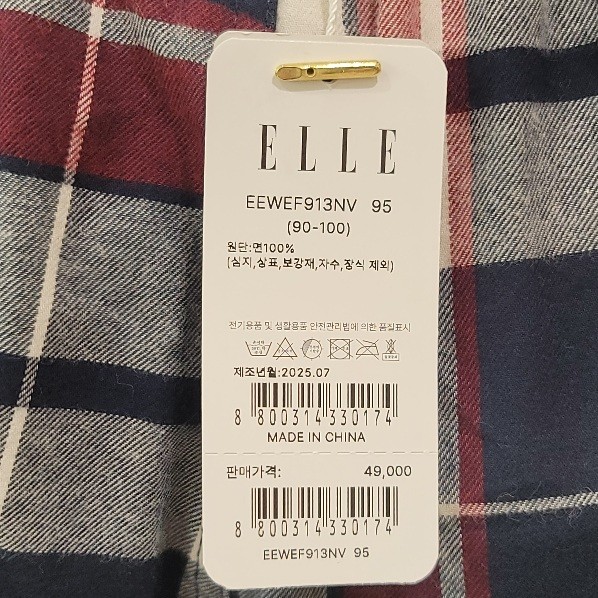 ELLE
EEWEF913NV 95
(90-100)
원단:면100%
(심지,상표,보강재,자수,장식 제외)
전기용품 및 생활용품 안전관리법에 의한 품질표시
제조년월:2025.07
8 800314 330174
MADE IN CHINA
판매가격: 49,000
8 800314 330174
EEWEF913NV 95